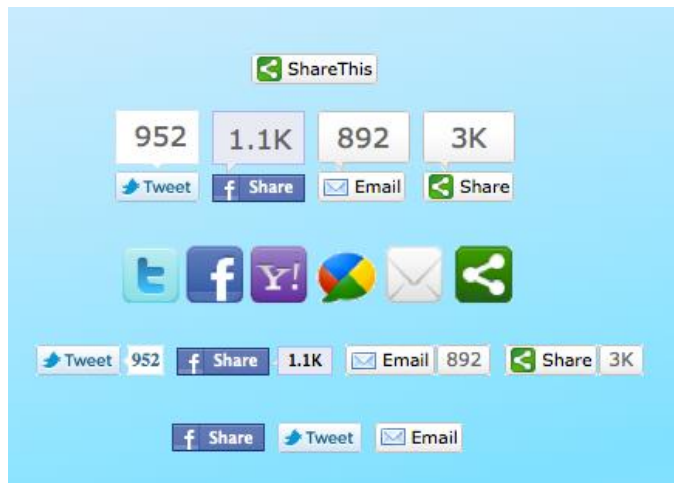 ShareThis
952 1.1K 892 3K
Tweet f Share Email Share
t f Y!
Tweet 952 f Share 1.1K Email 892 Share 3K
f Share Tweet Email